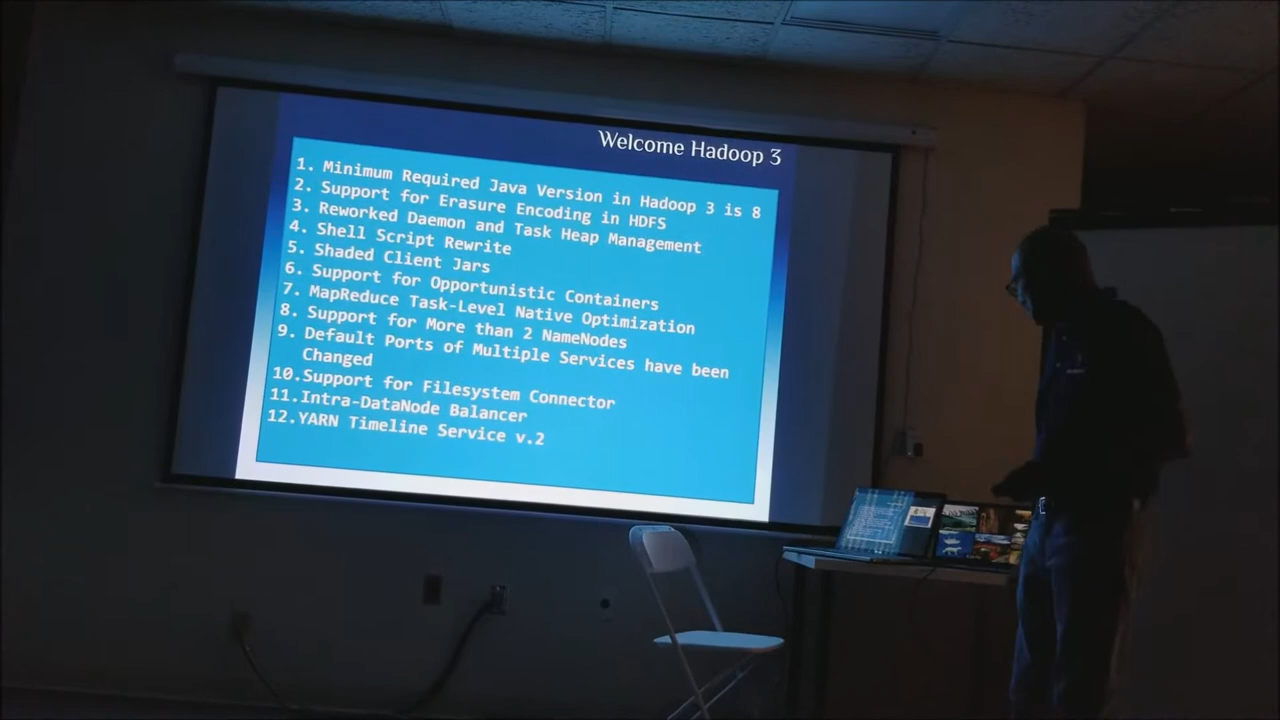 Welcome Hadoop 3
1. Minimum Required Java Version in Hadoop 3 is 8
2. Support for Erasure Encoding in HDFS
3. Reworked Daemon and Task Heap Management
4. Shell Script Rewrite
5. Shaded Client Jars
6. Support for Opportunistic Containers
7. MapReduce Task-Level Native Optimization
8. Support for More than 2 NameNodes
9. Default Ports of Multiple Services have been
Changed
10.Support for Filesystem Connector
11.Intra-DataNode Balancer
12.YARN Timeline Service v.2